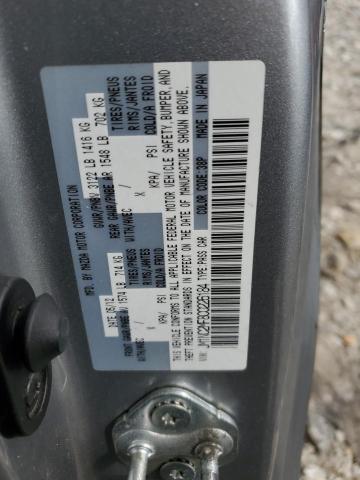 MFD. BY MAZDA MOTOR CORPORATION
DATE: 05/12 GVWR/PNBV 3122 LB 1416 KG
FRONT GAWR/PNBE AV 1574 LB 714 KG REAR GAWR/PNBE AR 1548 LB 702 KG
WITH/AVEC TIRES/PNEUS WITH/AVEC TIRES/PNEUS
X RIMS/JANTES X RIMS/JANTES
KPA/ PSI COLD/A FROID KPA/ PSI COLD/A FROID
THIS VEHICLE CONFORMS TO ALL APPLICABLE FEDERAL MOTOR VEHICLE SAFETY, BUMPER, AND
THEFT PREVENTION STANDARDS IN EFFECT ON THE DATE OF MANUFACTURE SHOWN ABOVE.
TYPE: PASS CAR COLOR CODE: 38P MADE IN JAPAN